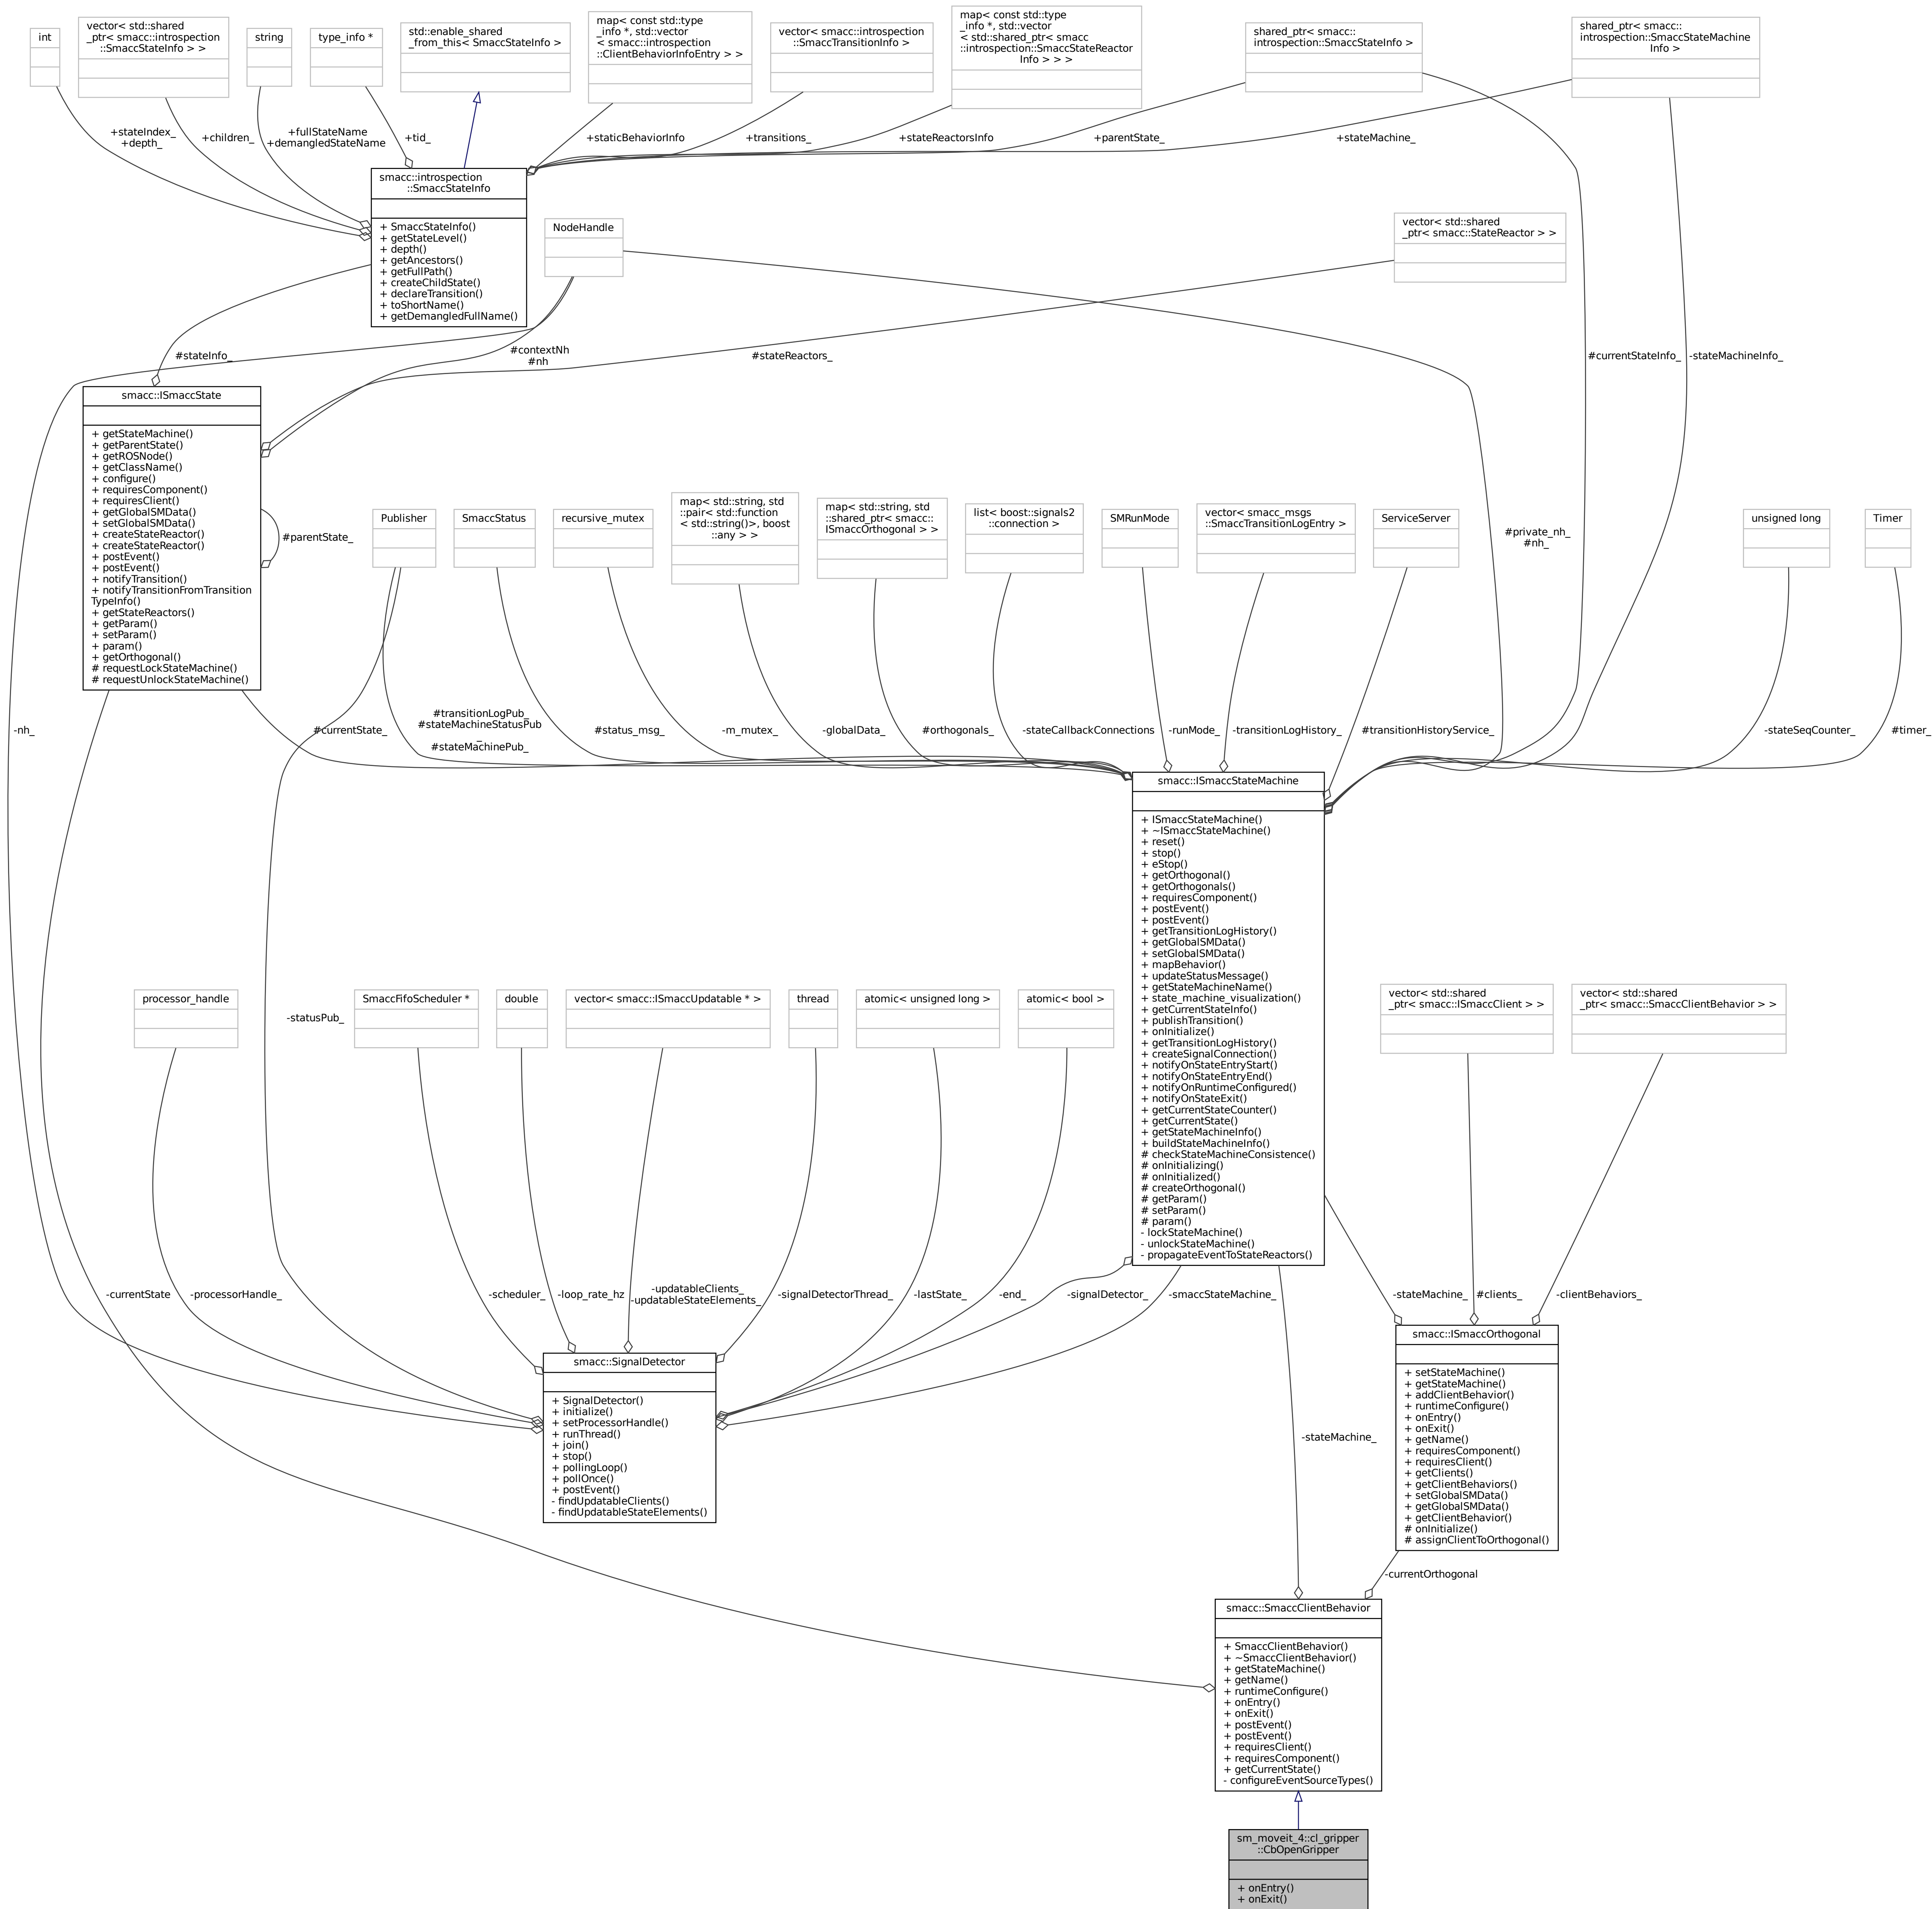 int
vector< std::shared
_ptr< smacc::introspection
::SmaccStateInfo > >
string
type_info *
std::enable_shared
_from_this< SmaccStateInfo >
map< const std::type
_info *, std::vector
< smacc::introspection
::ClientBehaviorInfoEntry > >
vector< smacc::introspection
::SmaccTransitionInfo >
map< const std::type
_info *, std::vector
< std::shared_ptr< smacc
::introspection::SmaccStateReactor
Info > > >
shared_ptr< smacc::
introspection::SmaccStateInfo >
shared_ptr< smacc::
introspection::SmaccStateMachine
Info >
+stateIndex_
+depth_
+children_
+fullStateName
+demangledStateName
+tid_
+staticBehaviorInfo
+transitions_
+stateReactorsInfo
+parentState_
+stateMachine_
smacc::introspection
::SmaccStateInfo
+ SmaccStateInfo()
+ getStateLevel()
+ depth()
+ getAncestors()
+ getFullPath()
+ createChildState()
+ declareTransition()
+ toShortName()
+ getDemangledFullName()
NodeHandle
vector< std::shared
_ptr< smacc::StateReactor > >
#stateInfo_
#contextNh
#nh
#stateReactors_
#currentStateInfo_
-stateMachineInfo_
smacc::ISmaccState
+ getStateMachine()
+ getParentState()
+ getROSNode()
+ getClassName()
+ configure()
+ requiresComponent()
+ requiresClient()
+ getGlobalSMData()
+ setGlobalSMData()
+ createStateReactor()
+ createStateReactor()
+ postEvent()
+ postEvent()
+ notifyTransition()
+ notifyTransitionFromTransition
TypeInfo()
+ getStateReactors()
+ getParam()
+ setParam()
+ param()
+ getOrthogonal()
# requestLockStateMachine()
# requestUnlockStateMachine()
#parentState_
Publisher
SmaccStatus
recursive_mutex
map< std::string, std
::pair< std::function
< std::string()>, boost
::any > >
map< std::string, std
::shared_ptr< smacc::
ISmaccOrthogonal > >
list< boost::signals2
::connection >
SMRunMode
vector< smacc_msgs
::SmaccTransitionLogEntry >
ServiceServer
#private_nh_
#nh_
unsigned long
Timer
-nh_
#currentState_
#transitionLogPub_
#stateMachineStatusPub
_
#stateMachinePub_
#status_msg_
-m_mutex_
-globalData_
#orthogonals_
-stateCallbackConnections
-runMode_
-transitionLogHistory_
#transitionHistoryService_
-stateSeqCounter_
#timer_
smacc::ISmaccStateMachine
+ ISmaccStateMachine()
+ ~ISmaccStateMachine()
+ reset()
+ stop()
+ eStop()
+ getOrthogonal()
+ getOrthogonals()
+ requiresComponent()
+ postEvent()
+ postEvent()
+ getTransitionLogHistory()
+ getGlobalSMData()
+ setGlobalSMData()
+ mapBehavior()
+ updateStatusMessage()
+ getStateMachineName()
+ state_machine_visualization()
+ getCurrentStateInfo()
+ publishTransition()
+ onInitialize()
+ getTransitionLogHistory()
+ createSignalConnection()
+ notifyOnStateEntryStart()
+ notifyOnStateEntryEnd()
+ notifyOnRuntimeConfigured()
+ notifyOnStateExit()
+ getCurrentStateCounter()
+ getCurrentState()
+ getStateMachineInfo()
+ buildStateMachineInfo()
# checkStateMachineConsistence()
# onInitializing()
# onInitialized()
# createOrthogonal()
# getParam()
# setParam()
# param()
- lockStateMachine()
- unlockStateMachine()
- propagateEventToStateReactors()
processor_handle
-statusPub_
SmaccFifoScheduler *
double
vector< smacc::ISmaccUpdatable * >
thread
atomic< unsigned long >
atomic< bool >
vector< std::shared
_ptr< smacc::ISmaccClient > >
vector< std::shared
_ptr< smacc::SmaccClientBehavior > >
-currentState
-processorHandle_
-scheduler_
-loop_rate_hz
-updatableClients_
-updatableStateElements_
-signalDetectorThread_
-lastState_
-end_
-signalDetector_
-smaccStateMachine_
-stateMachine_
#clients_
-clientBehaviors_
smacc::SignalDetector
+ SignalDetector()
+ initialize()
+ setProcessorHandle()
+ runThread()
+ join()
+ stop()
+ pollingLoop()
+ pollOnce()
+ postEvent()
- findUpdatableClients()
- findUpdatableStateElements()
-stateMachine_
smacc::ISmaccOrthogonal
+ setStateMachine()
+ getStateMachine()
+ addClientBehavior()
+ runtimeConfigure()
+ onEntry()
+ onExit()
+ getName()
+ requiresComponent()
+ requiresClient()
+ getClients()
+ getClientBehaviors()
+ setGlobalSMData()
+ getGlobalSMData()
+ getClientBehavior()
# onInitialize()
# assignClientToOrthogonal()
-currentOrthogonal
smacc::SmaccClientBehavior
+ SmaccClientBehavior()
+ ~SmaccClientBehavior()
+ getStateMachine()
+ getName()
+ runtimeConfigure()
+ onEntry()
+ onExit()
+ postEvent()
+ postEvent()
+ requiresClient()
+ requiresComponent()
+ getCurrentState()
- configureEventSourceTypes()
sm_moveit_4::cl_gripper
::CbOpenGripper
+ onEntry()
+ onExit()